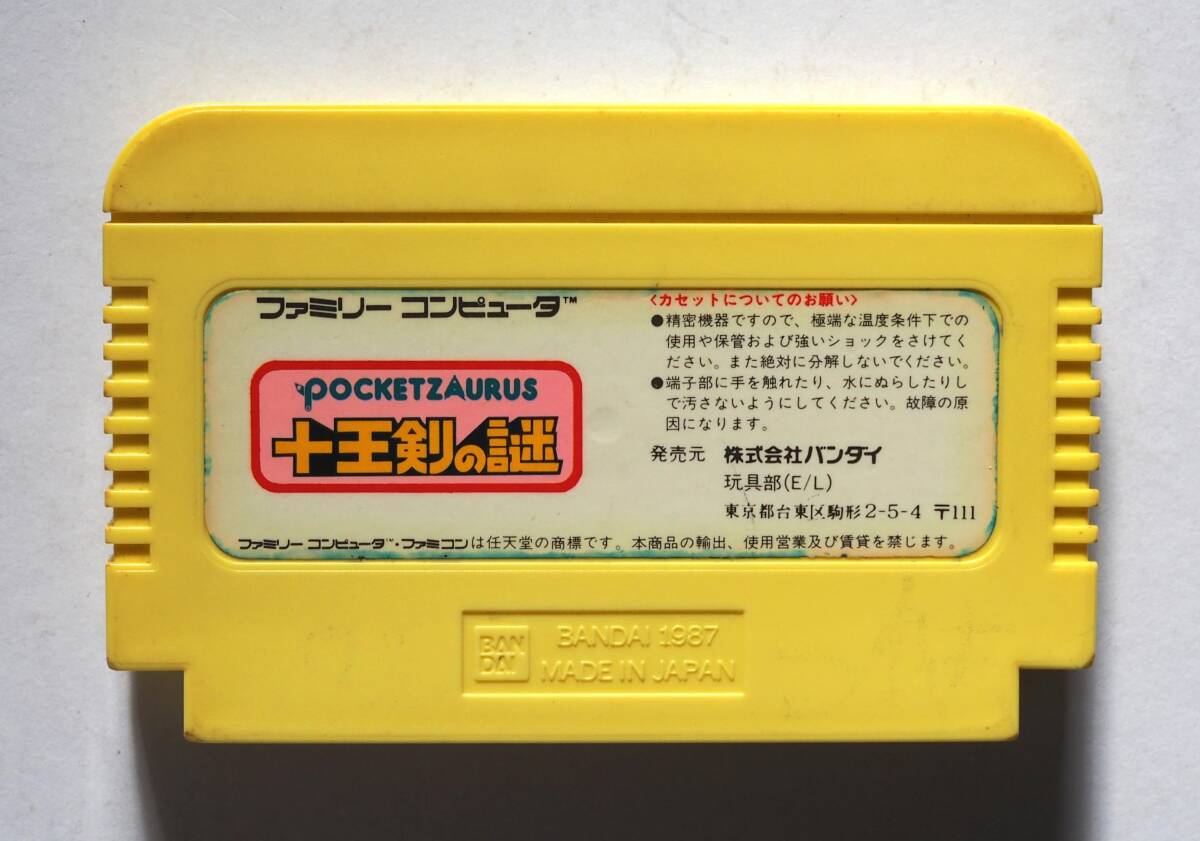 ファミリー コンピュータ™
POCKETZAURUS
十王剣の謎
〈カセットについてのお願い〉
●精密機器ですので、極端な温度条件下での
使用や保管および強いショックをさけてく
ださい。また絶対に分解しないでください。
●端子部に手を触れたり、水にぬらしたりし
て汚さないようにしてください。故障の原
因になります。
発売元 株式会社バンダイ
玩具部(E/L)
東京都台東区駒形2-5-4 〒111
ファミリー コンピュータ™・ファミコンは任天堂の商標です。本商品の輸出、使用営業及び賃貸を禁じます。
BAN
DAI
BANDAI 1987
MADE IN JAPAN